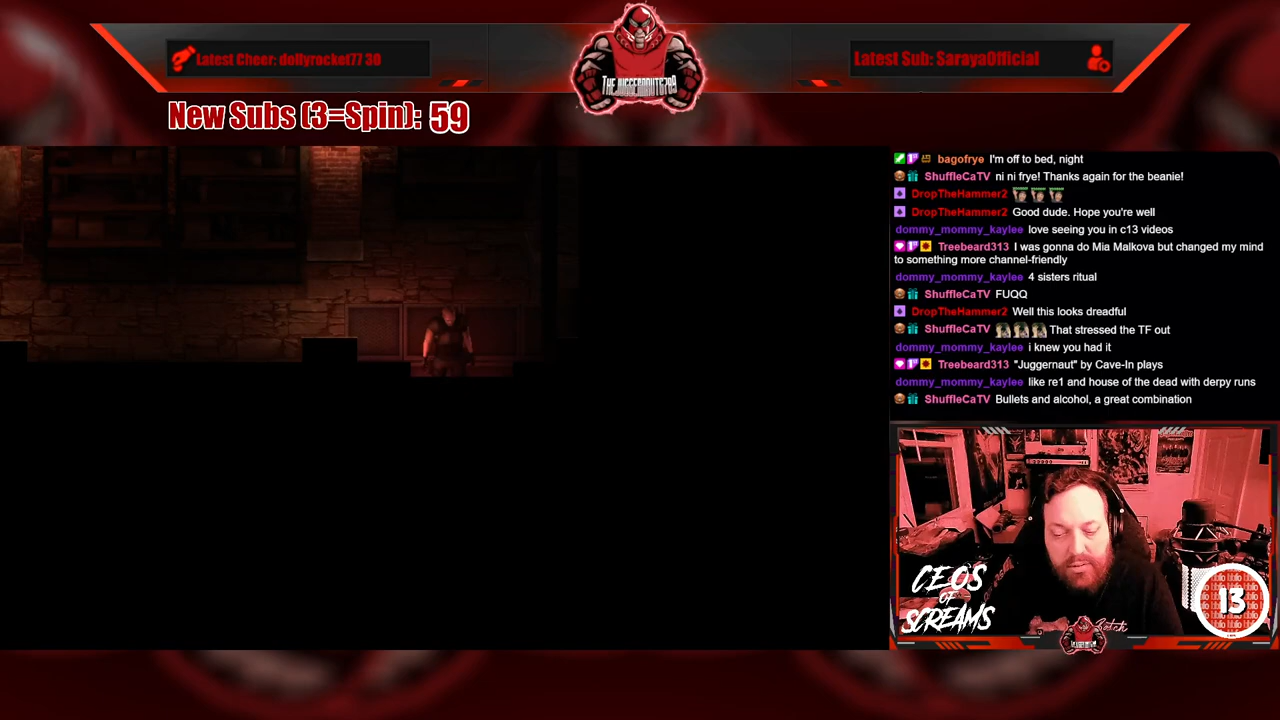 Latest Cheer: dollyrocket77 30
THEJUGGERNAUT6789
Latest Sub: SarayaOfficial
New Subs (3=Spin): 59
bagofrye I'm off to bed, night
ShuffleCaTV ni ni frye! Thanks again for the beanie!
DropTheHammer2
DropTheHammer2 Good dude. Hope you're well
dommy_mommy_kaylee love seeing you in c13 videos
Treebeard313 I was gonna do Mia Malkova but changed my mind
to something more channel-friendly
dommy_mommy_kaylee 4 sisters ritual
ShuffleCaTV FUQQ
DropTheHammer2 Well this looks dreadful
ShuffleCaTV That stressed the TF out
dommy_mommy_kaylee i knew you had it
Treebeard313 "Juggernaut" by Cave-In plays
dommy_mommy_kaylee like re1 and house of the dead with derpy runs
ShuffleCaTV Bullets and alcohol, a great combination
CEOS
OF
SCREAMS
13